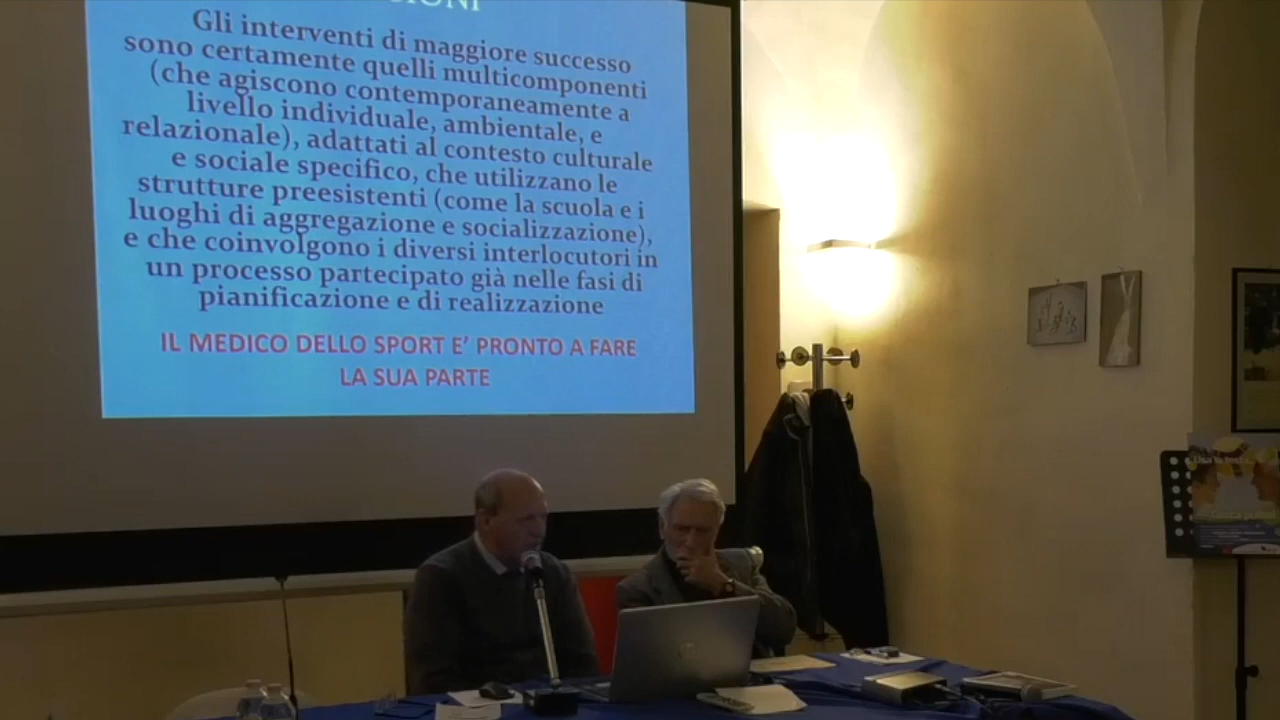 Gli interventi di maggiore successo
sono certamente quelli multicomponenti
(che agiscono contemporaneamente a
livello individuale, ambientale, e
relazionale), adattati al contesto culturale
e sociale specifico, che utilizzano le
strutture preesistenti (come la scuola e i
luoghi di aggregazione e socializzazione),
e che coinvolgono i diversi interlocutori in
un processo partecipato già nelle fasi di
pianificazione e di realizzazione
IL MEDICO DELLO SPORT E' PRONTO A FARE
LA SUA PARTE